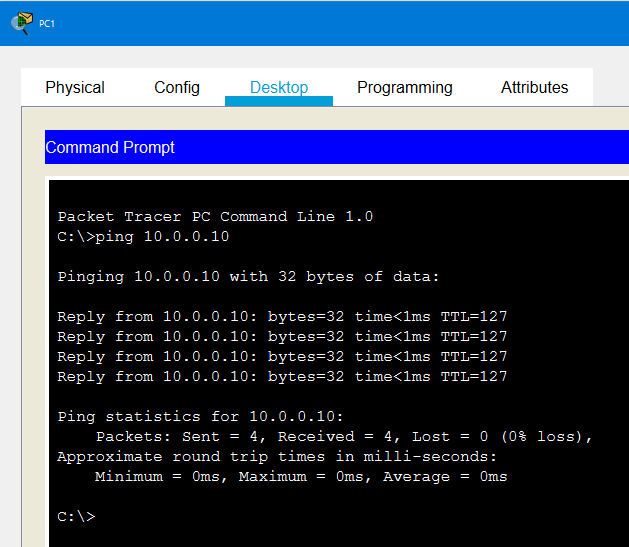 PC1
Physical Config Desktop Programming Attributes
Command Prompt
Packet Tracer PC Command Line 1.0
C:\>ping 10.0.0.10
Pinging 10.0.0.10 with 32 bytes of data:
Reply from 10.0.0.10: bytes=32 time<1ms TTL=127
Reply from 10.0.0.10: bytes=32 time<1ms TTL=127
Reply from 10.0.0.10: bytes=32 time<1ms TTL=127
Reply from 10.0.0.10: bytes=32 time<1ms TTL=127
Ping statistics for 10.0.0.10:
    Packets: Sent = 4, Received = 4, Lost = 0 (0% loss),
Approximate round trip times in milli-seconds:
    Minimum = 0ms, Maximum = 0ms, Average = 0ms
C:\>